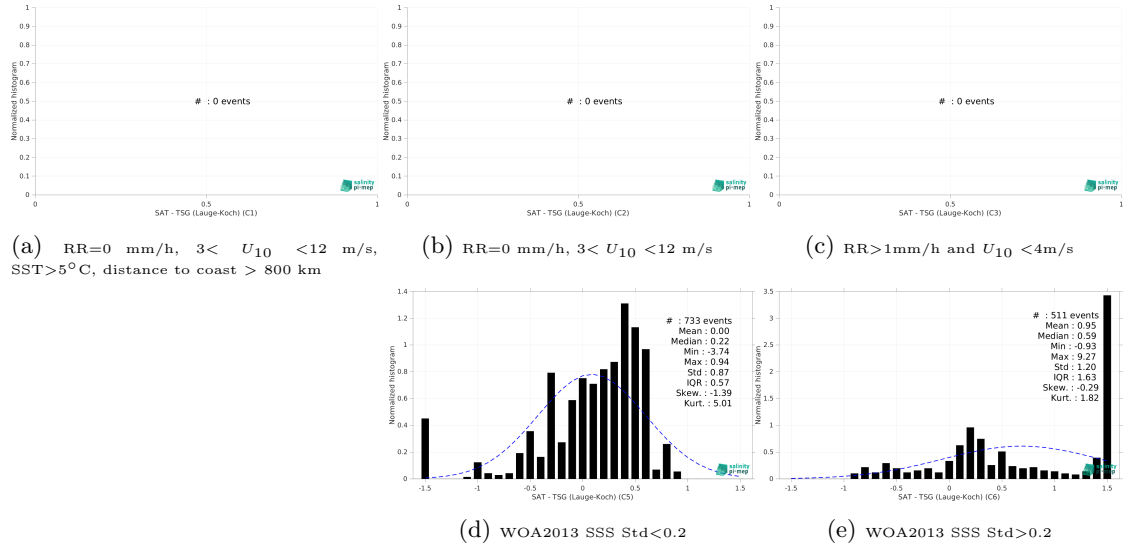 1
0.9
0.8
0.7
0.6
0.5
0.4
0.3
0.2
0.1
0
Normalized histogram
# : 0 events
salinity
pi-mep
0 0.5 1
SAT - TSG (Lauge-Koch) (C1)
(a) RR=0 mm/h, 3< U10 <12 m/s,
SST>5°C, distance to coast > 800 km
1
0.9
0.8
0.7
0.6
0.5
0.4
0.3
0.2
0.1
0
Normalized histogram
# : 0 events
salinity
pi-mep
0 0.5 1
SAT - TSG (Lauge-Koch) (C2)
(b) RR=0 mm/h, 3< U10 <12 m/s
1
0.9
0.8
0.7
0.6
0.5
0.4
0.3
0.2
0.1
0
Normalized histogram
# : 0 events
salinity
pi-mep
0 0.5 1
SAT - TSG (Lauge-Koch) (C3)
(c) RR>1mm/h and U10 <4m/s
1.4
1.2
1
0.8
0.6
0.4
0.2
0
Normalized histogram
# : 733 events
Mean : 0.00
Median : 0.22
Min : -3.74
Max : 0.94
Std : 0.87
IQR : 0.57
Skew. : -1.39
Kurt. : 5.01
salinity
pi-mep
-1.5 -1 -0.5 0 0.5 1 1.5
SAT - TSG (Lauge-Koch) (C5)
(d) WOA2013 SSS Std<0.2
3.5
3
2.5
2
1.5
1
0.5
0
Normalized histogram
# : 511 events
Mean : 0.95
Median : 0.59
Min : -0.93
Max : 9.27
Std : 1.20
IQR : 1.63
Skew. : -0.29
Kurt. : 1.82
salinity
pi-mep
-1.5 -1 -0.5 0 0.5 1 1.5
SAT - TSG (Lauge-Koch) (C6)
(e) WOA2013 SSS Std>0.2